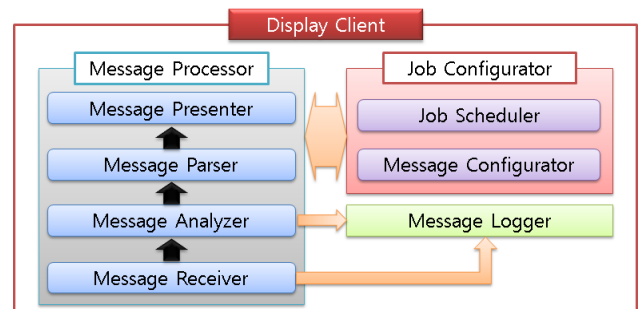 Display Client
Message Processor
Message Presenter
Message Parser
Message Analyzer
Message Receiver
Job Configurator
Job Scheduler
Message Configurator
Message Logger